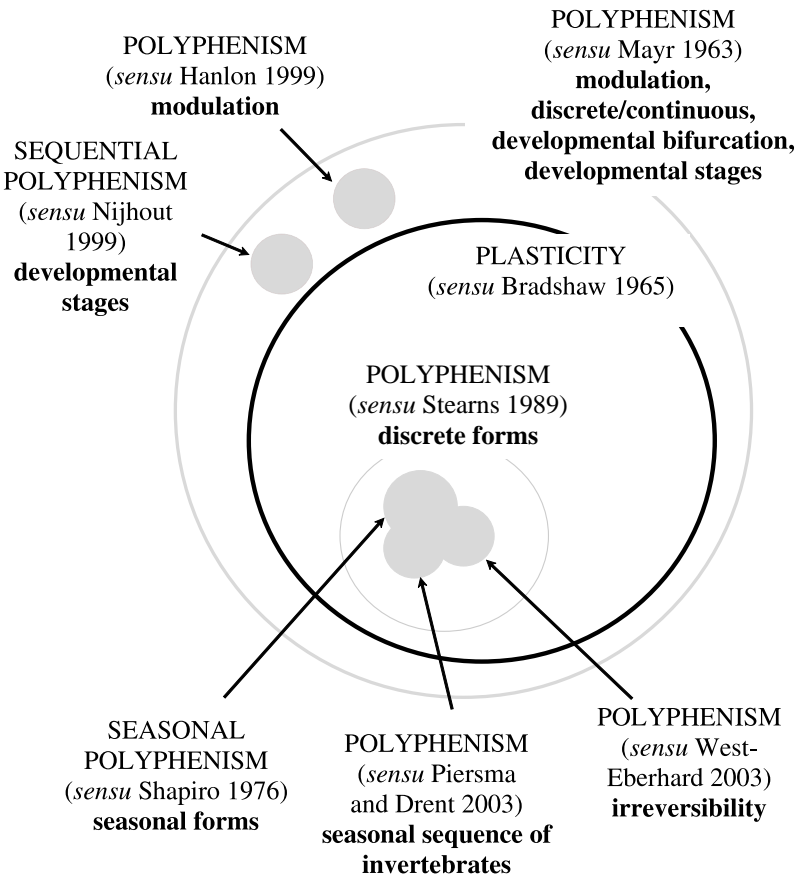 POLYPHENISM
(sensu Hanlon 1999)
modulation
POLYPHENISM
(sensu Mayr 1963)
modulation,
discrete/continuous,
developmental bifurcation,
developmental stages
SEQUENTIAL
POLYPHENISM
(sensu Nijhout
1999)
developmental
stages
PLASTICITY
(sensu Bradshaw 1965)
POLYPHENISM
(sensu Stearns 1989)
discrete forms
SEASONAL
POLYPHENISM
(sensu Shapiro 1976)
seasonal forms
POLYPHENISM
(sensu Piersma
and Drent 2003)
seasonal sequence of
invertebrates
POLYPHENISM
(sensu West-
Eberhard 2003)
irreversibility